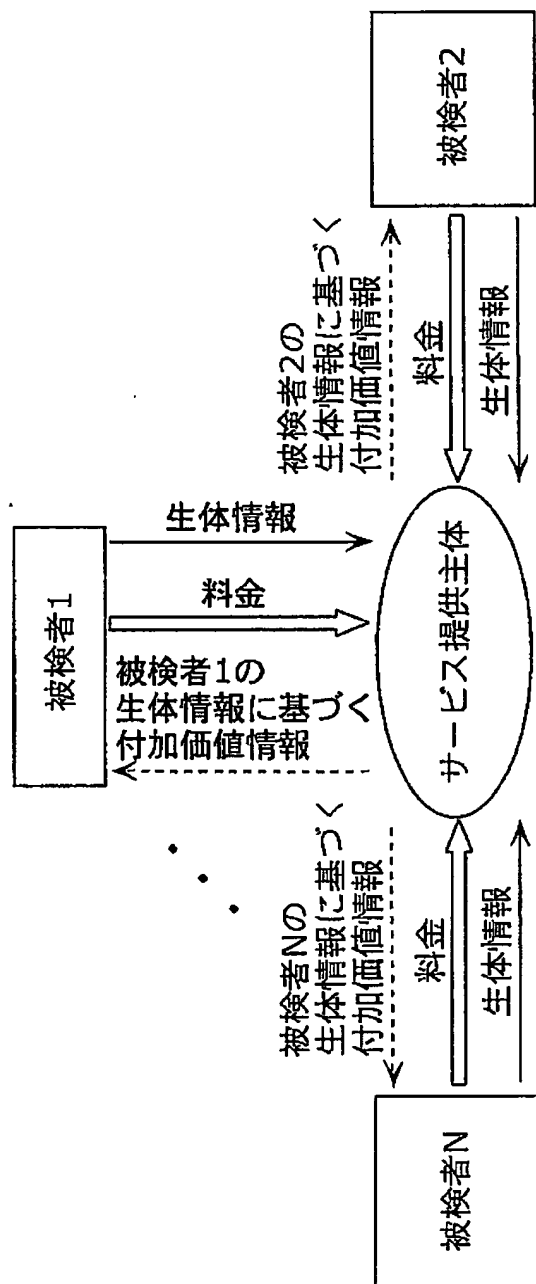 被検者1
生体情報
料金
被検者1の
生体情報に基づく
付加価値情報
被検者2
被検者2の
生体情報に基づく
付加価値情報
料金
生体情報
サービス提供主体
被検者Nの
生体情報に基づく
付加価値情報
料金
生体情報
被検者N